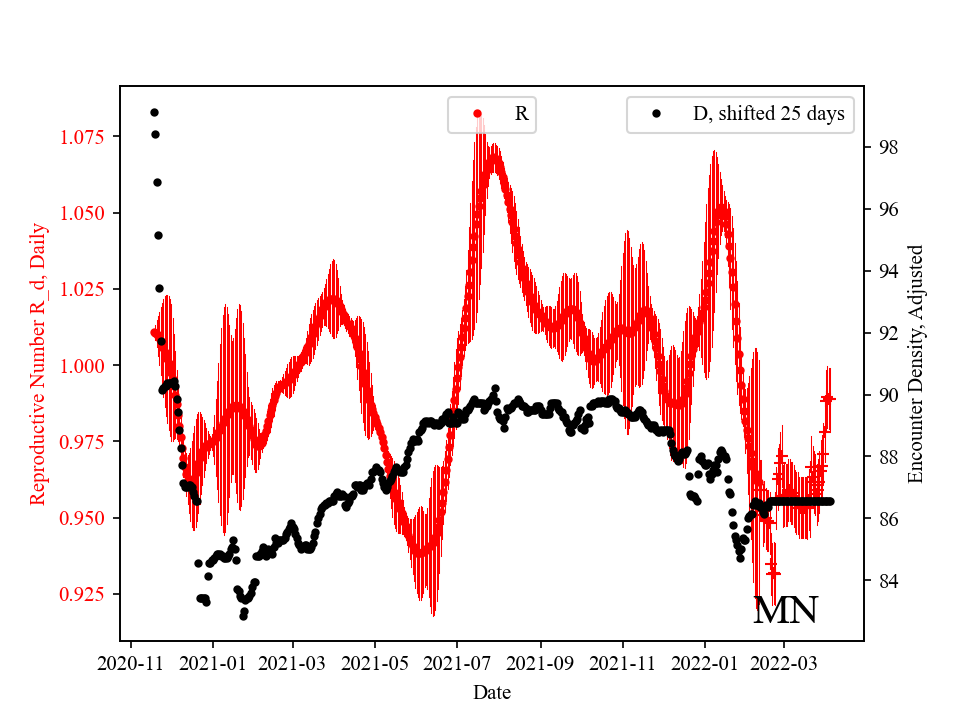 R
D, shifted 25 days
1.075
1.050
1.025
1.000
0.975
0.950
0.925
Reproductive Number R_d, Daily
98
96
94
92
90
88
86
84
Encounter Density, Adjusted
MN
2020-11 2021-01 2021-03 2021-05 2021-07 2021-09 2021-11 2022-01 2022-03
Date